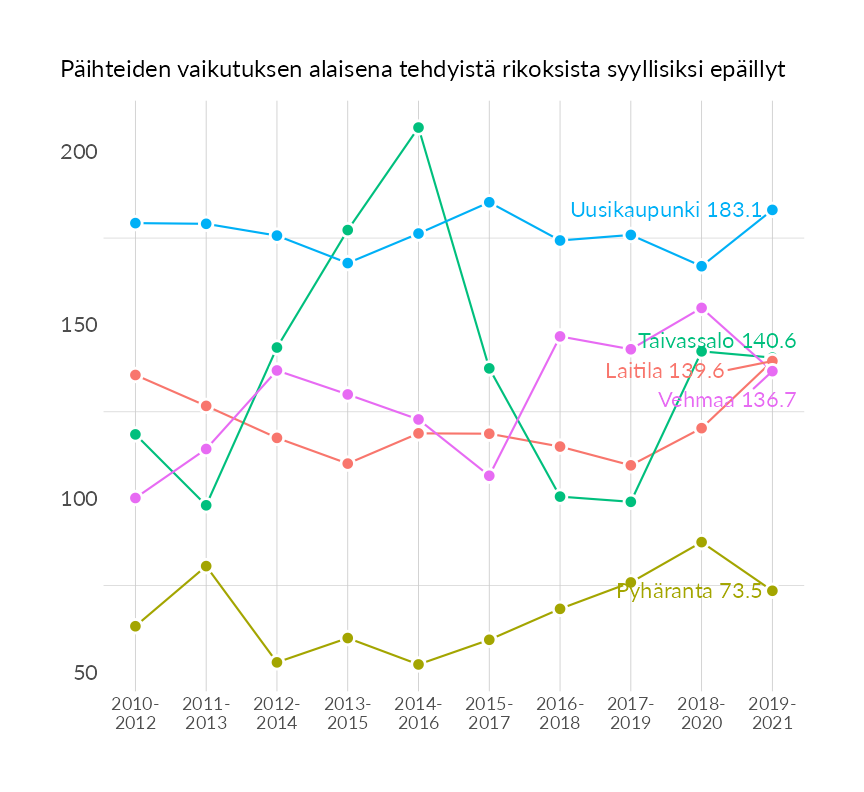 Päihteiden vaikutuksen alaisena tehdyistä rikoksista syyllisiksi epäillyt
200
Uusikaupunki 183.1
150
Taivassalo 140.6
Laitila 139.6
Vehmaa 136.7
100
Pyhäranta 73.5
50
2010- 2011- 2012- 2013- 2014- 2015- 2016- 2017- 2018- 2019-
2012 2013 2014 2015 2016 2017 2018 2019 2020 2021